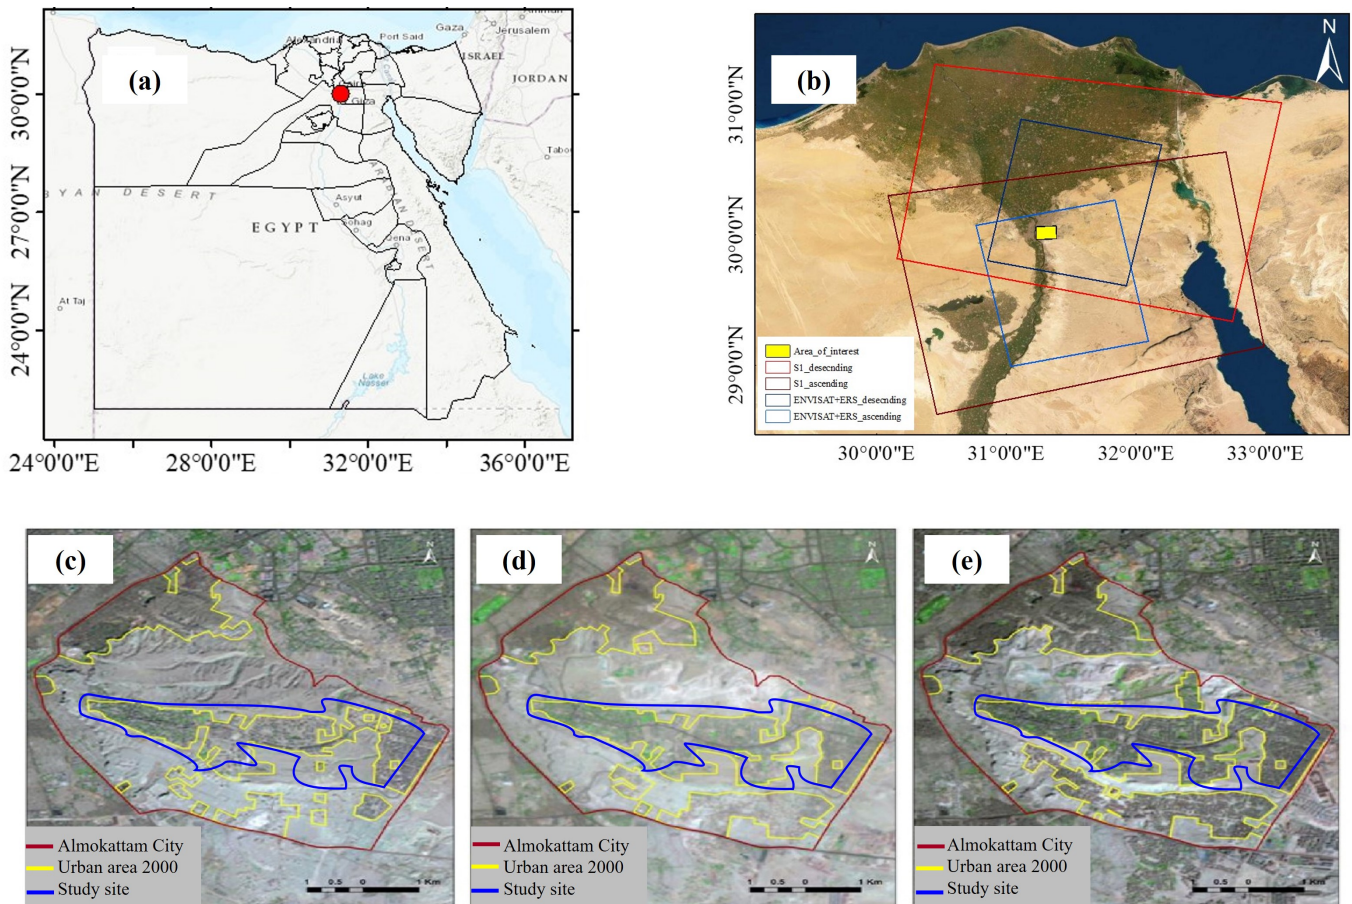 (a)
Alexandria
Port Said
Gaza
Jerusalem
ISRAEL
JORDAN
Giza
Tabo
BYAN DESERT
Asyut
ARABIAN DESERT
EGYPT
Sohag
Qena
At Taj
Lake
Nasser
30°0'0"N
27°0'0"N
24°0'0"N
24°0'0"E
28°0'0"E
32°0'0"E
36°0'0"E
(b)
N
31°0'0"N
30°0'0"N
29°0'0"N
Area_of_interest
S1_desecnding
S1_ascending
ENVISAT+ERS_desecnding
ENVISAT+ERS_ascending
30°0'0"E
31°0'0"E
32°0'0"E
33°0'0"E
(c)
N
Almokattam City
Urban area 2000
Study site
1 0.5 0 1 Km
(d)
N
Almokattam City
Urban area 2000
Study site
1 0.5 0 1 Km
(e)
N
Almokattam City
Urban area 2000
Study site
1 0.5 0 1 Km